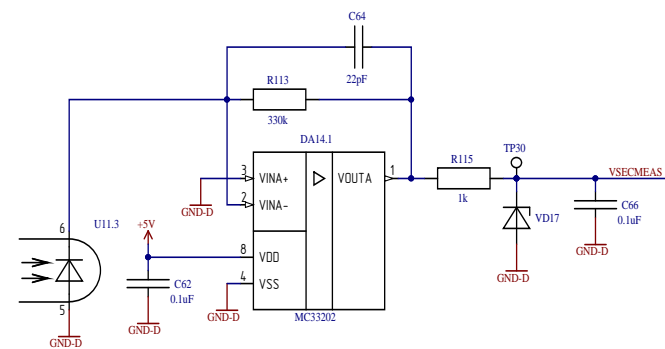 C64
22pF
R113
330k
DA14.1
3
VINA+
VOUTA
1
2
VINA-
8
VDD
4
VSS
MC33202
GND-D
R115
1k
TP30
VSECMEAS
VD17
C66
0.1uF
GND-D
GND-D
6
U11.3
+5V
C62
0.1uF
5
GND-D
GND-D
GND-D